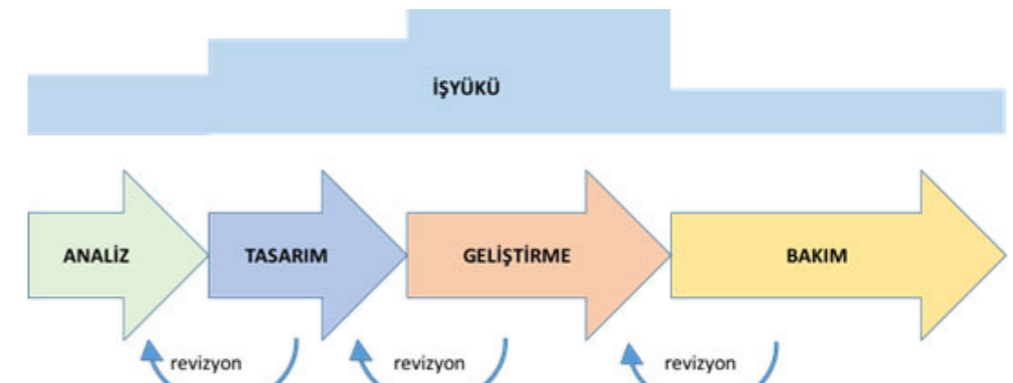 İŞYÜKÜ
ANALİZ
TASARIM
GELİŞTİRME
BAKIM
revizyon
revizyon
revizyon